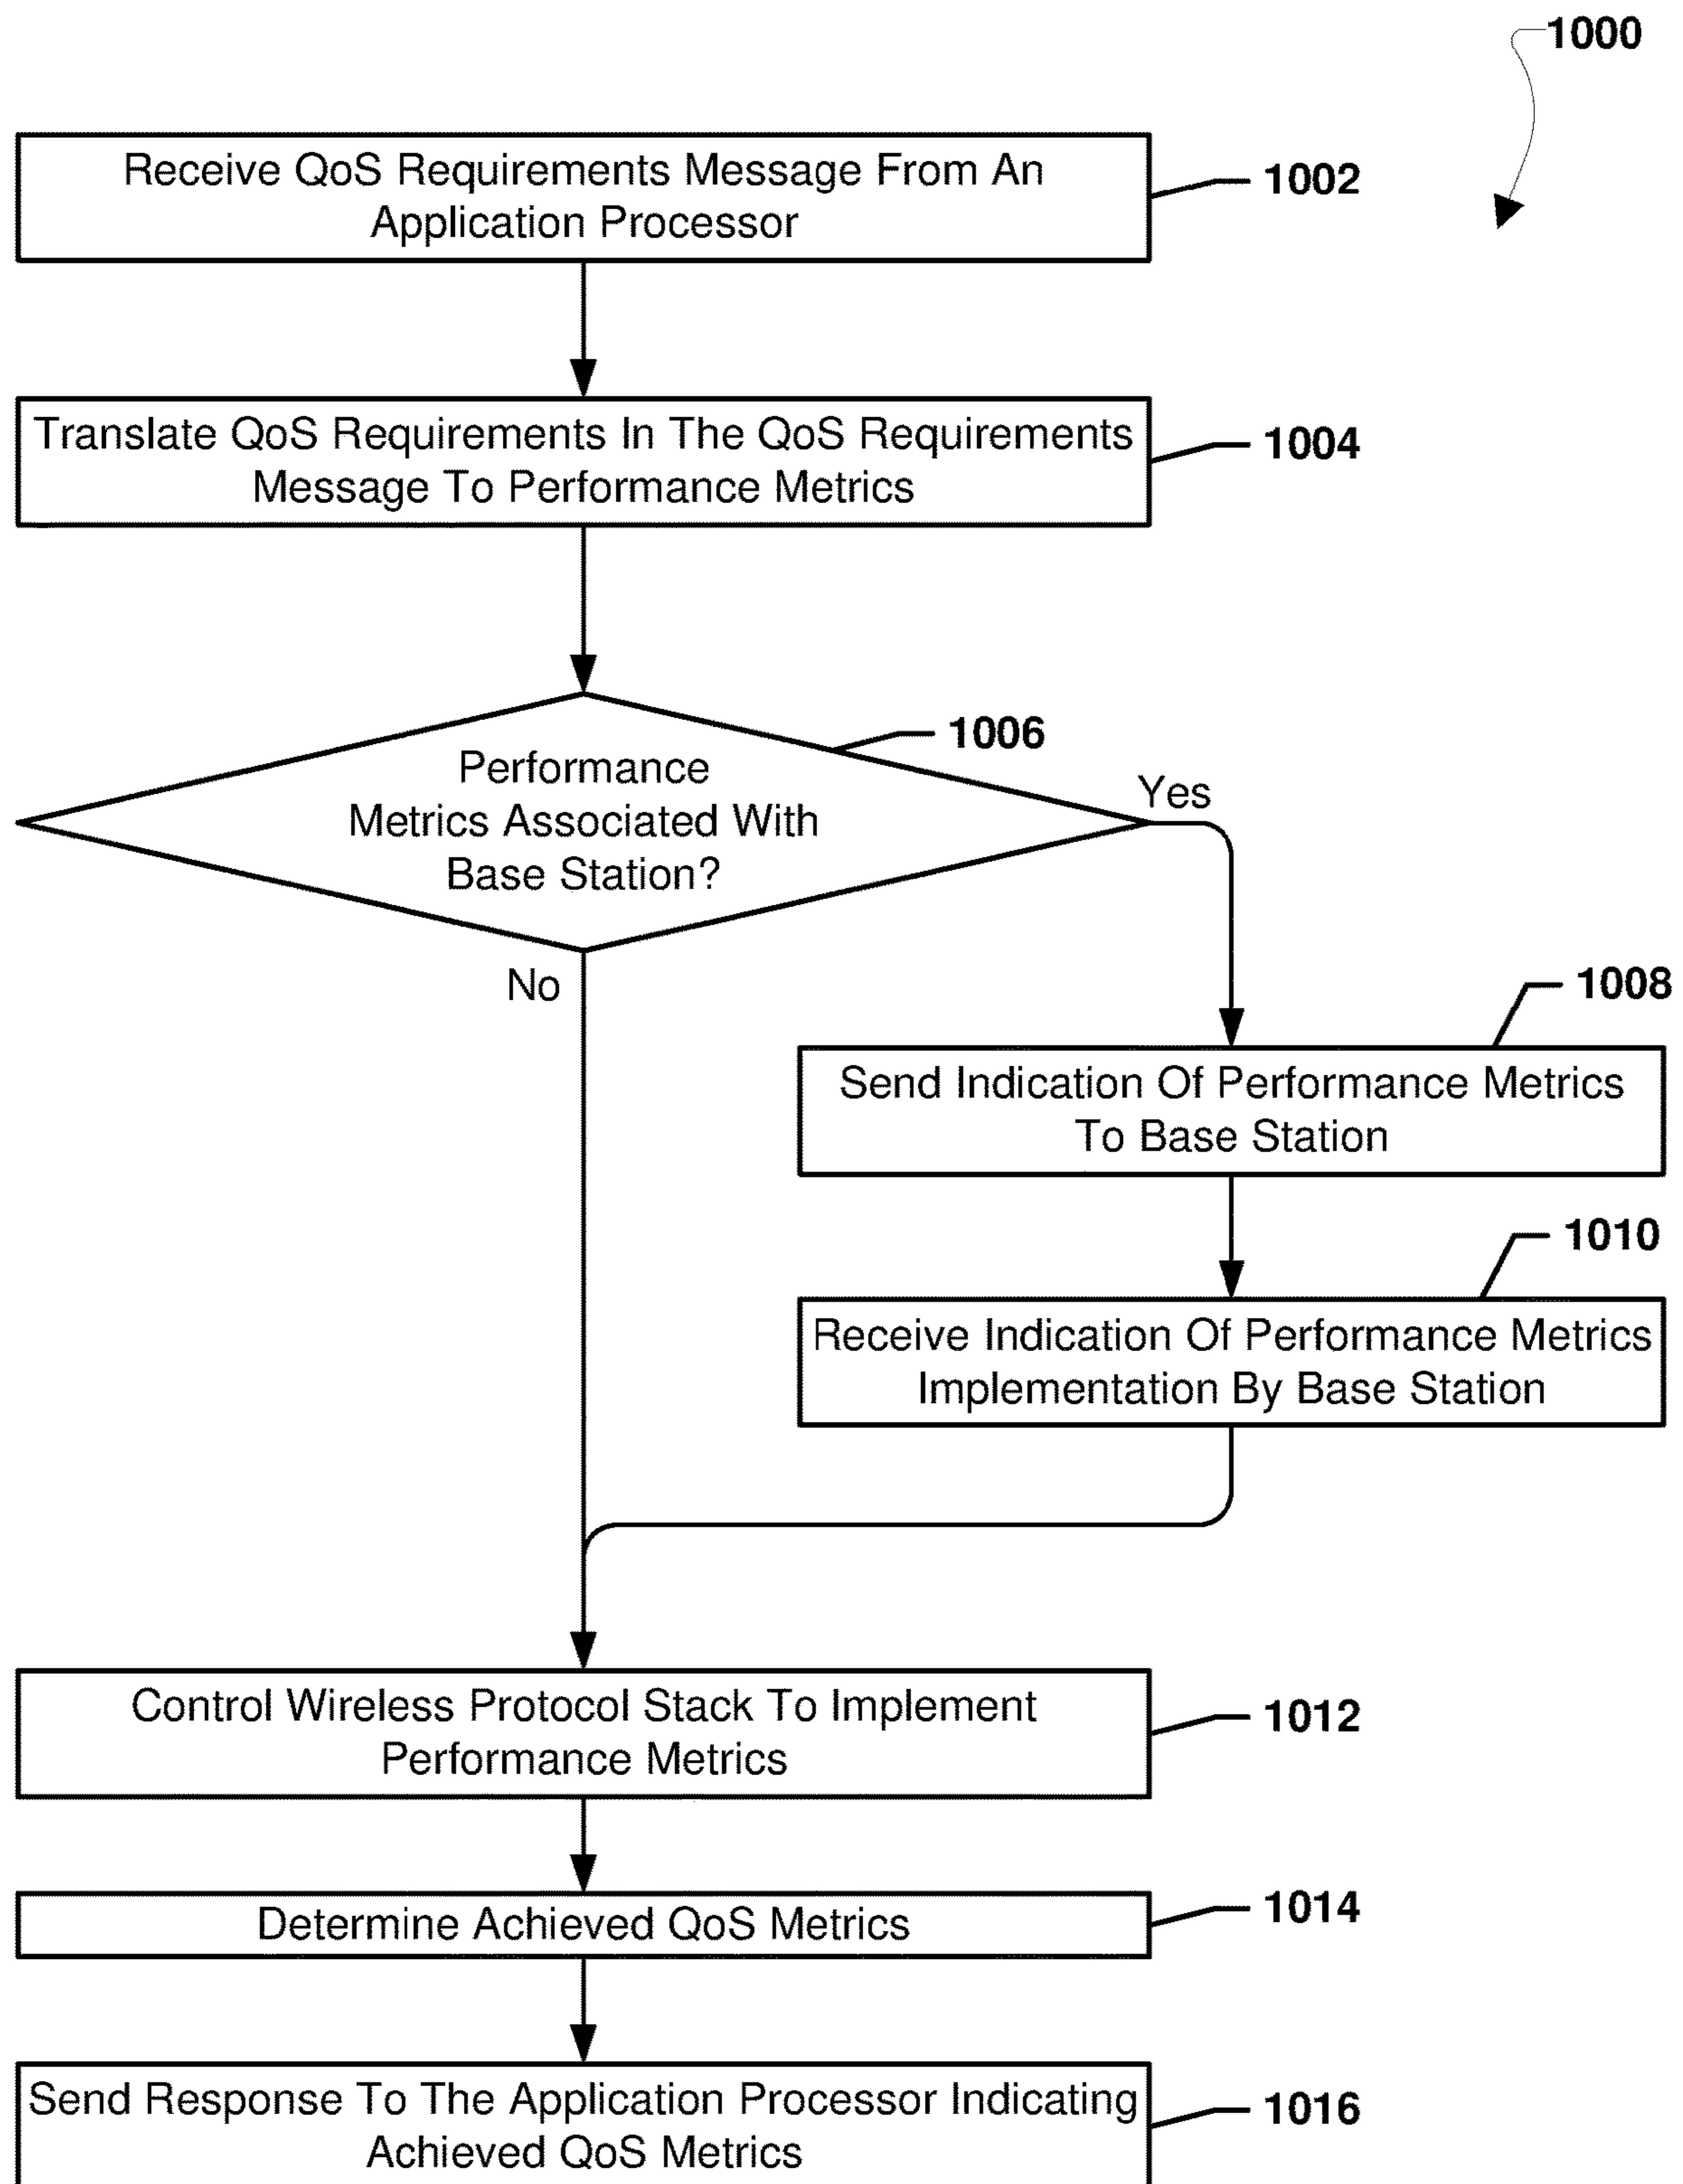 1000
Receive QoS Requirements Message From An
Application Processor
1002
Translate QoS Requirements In The QoS Requirements
Message To Performance Metrics
1004
1006
Performance
Metrics Associated With
Base Station?
Yes
No
1008
Send Indication Of Performance Metrics
To Base Station
1010
Receive Indication Of Performance Metrics
Implementation By Base Station
Control Wireless Protocol Stack To Implement
Performance Metrics
1012
Determine Achieved QoS Metrics
1014
Send Response To The Application Processor Indicating
Achieved QoS Metrics
1016